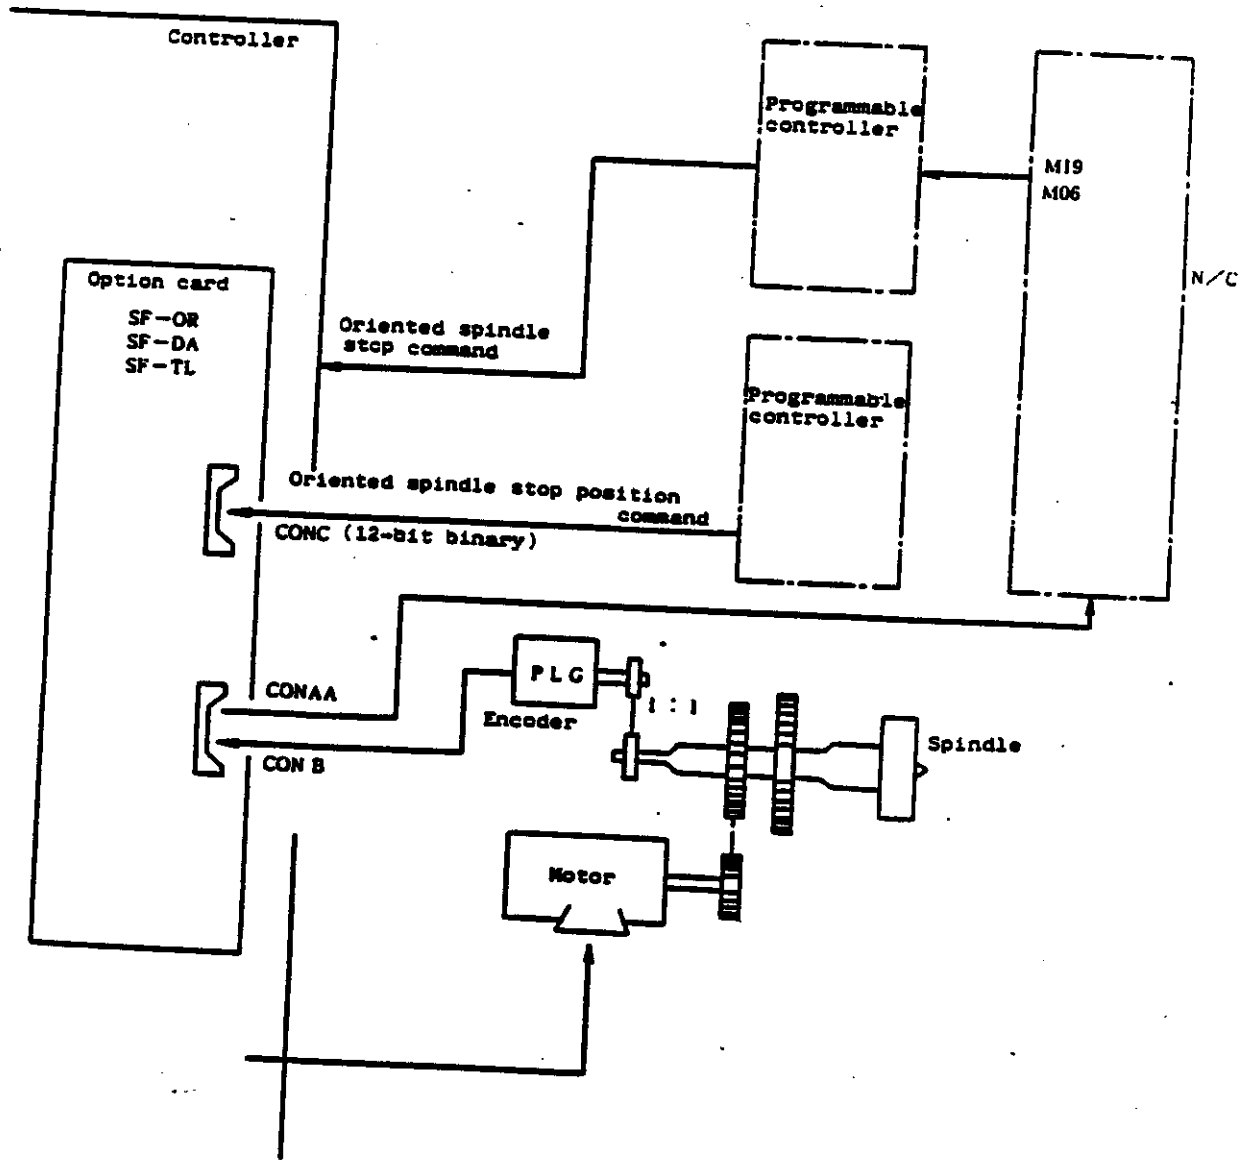 Controller
Programmable
controller
M19
M06
N/C
Option card
SF-OR
SF-DA
SF-TL
Oriented spindle
stop command
Programmable
controller
Oriented spindle stop position
command
CONC (12-bit binary)
CONAA
CON B
PLG
Encoder
1 : 1
Spindle
Motor